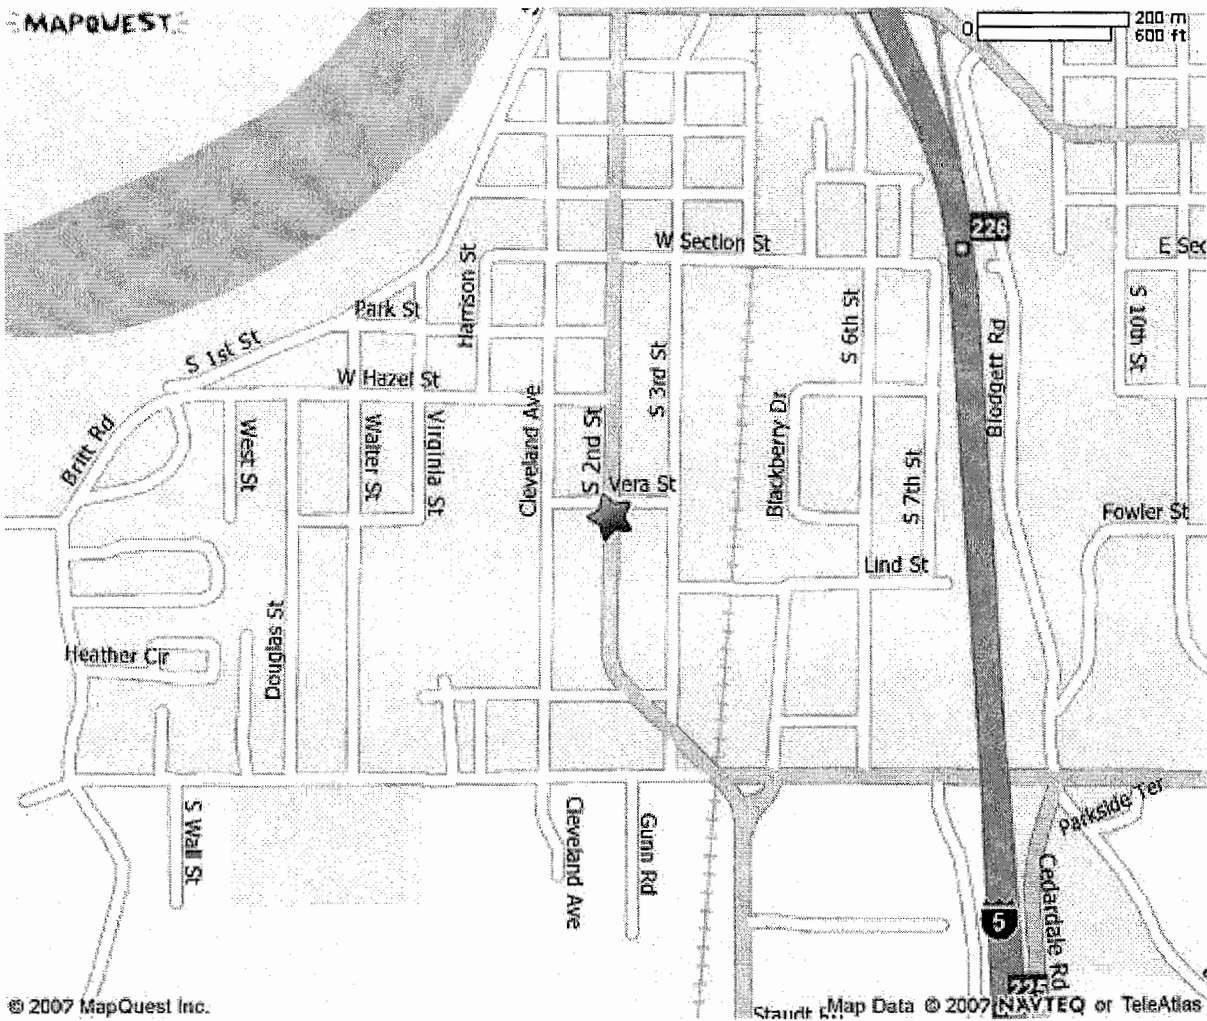 MAPQUEST
0
200 m
600 ft
226
W Section St
E Sec
Harrison St
Park St
S 1st St
S 6th St
S 10th St
Blodgett Rd
S 3rd St
W Hazel St
Britt Rd
West St
Walter St
Virginia St
Cleveland Ave
S 2nd St
Blackberry Dr
S 7th St
Vera St
Fowler St
Lind St
Douglas St
Heather Cir
S Wall St
Cleveland Ave
Gunn Rd
Parkside Ter
Cedardale Rd
5
225
Staudt
© 2007 MapQuest Inc.
Map Data © 2007 NAVTEQ or TeleAtlas